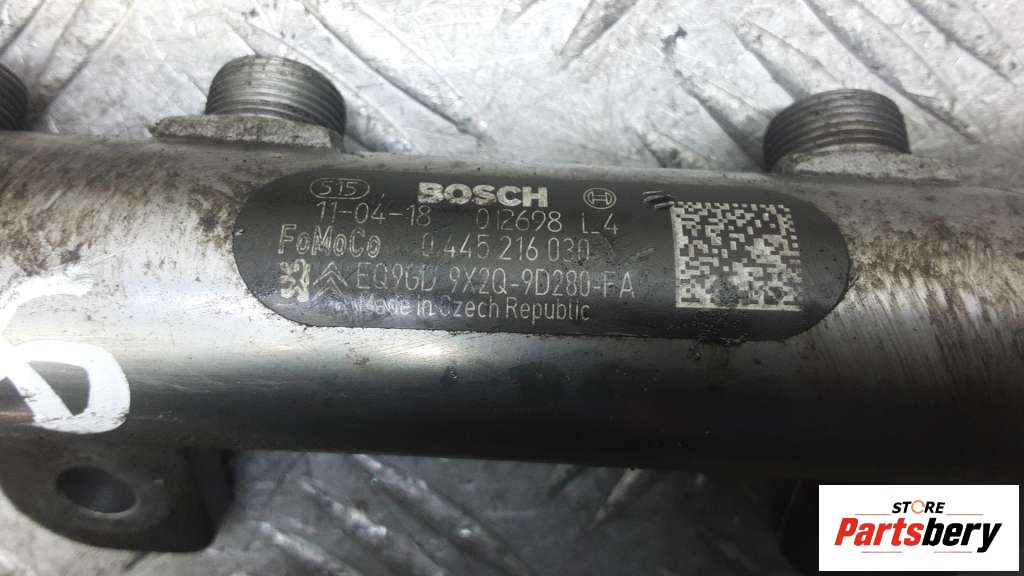 S15 BOSCH
11-04-18 012698 L4
FoMoCo 0 445 216 030
9X2Q-9D280-FA
Made in Czech Republic
STORE
Partsbery